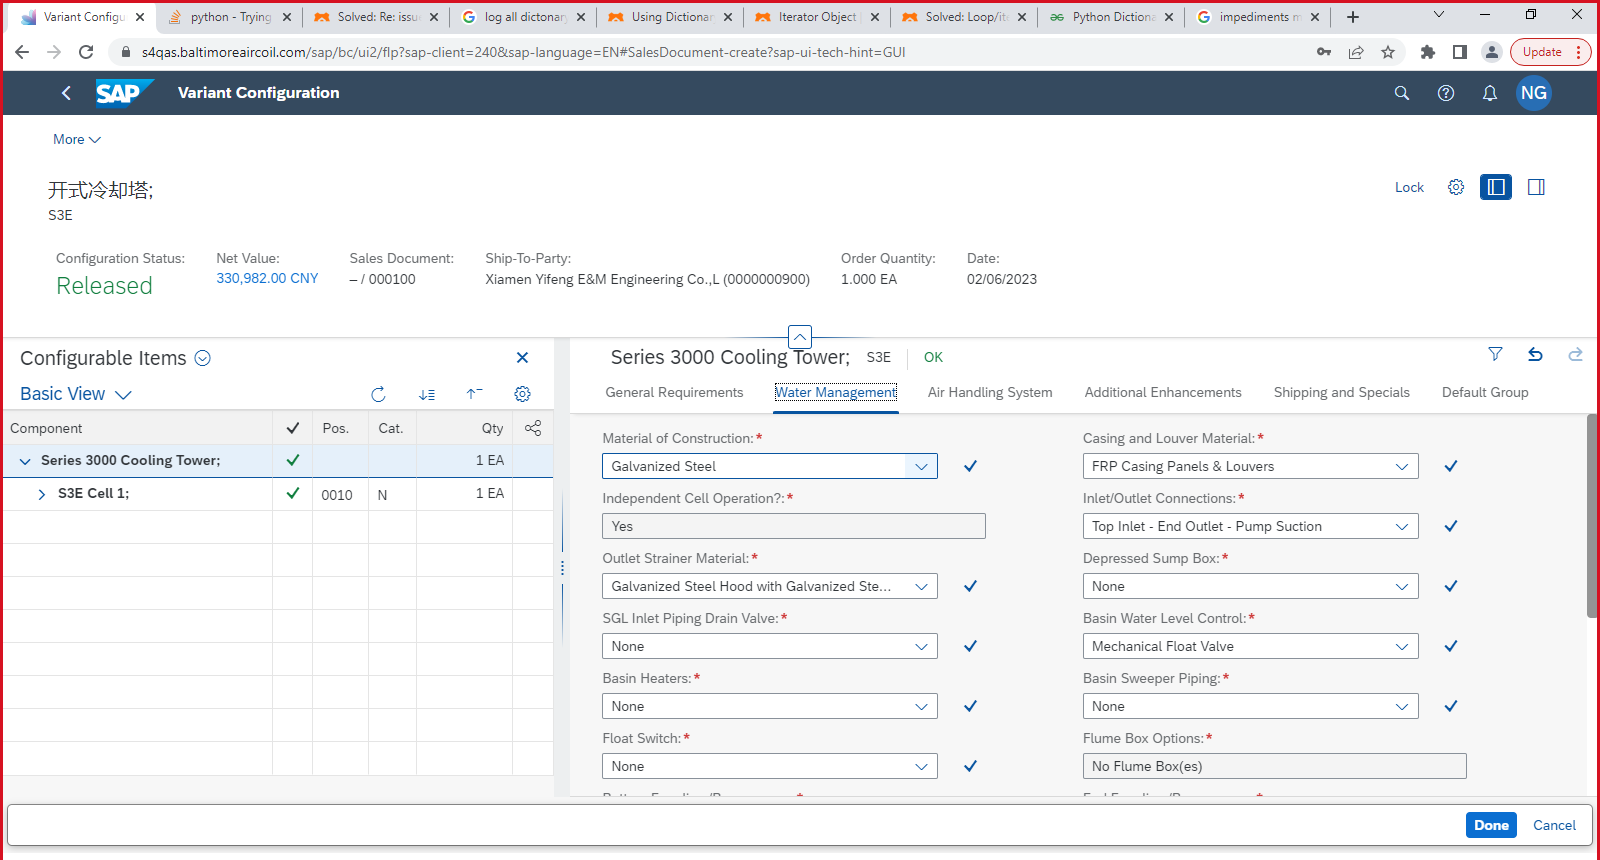 Variant Configu
python - Trying
Solved: Re: issue
log all dictonary
Using Dictionar
Iterator Object
Solved: Loop/ite
Python Dictiona
impediments m
s4qas.baltimoreaircoil.com/sap/bc/ui2/flp?sap-client=240&sap-language=EN#SalesDocument-create?sap-ui-tech-hint=GUI
Update
SAP
Variant Configuration
NG
More
开式冷却塔;
S3E
Lock
Configuration Status:
Released
Net Value:
330,982.00 CNY
Sales Document:
– / 000100
Ship-To-Party:
Xiamen Yifeng E&M Engineering Co.,L (0000000900)
Order Quantity:
1.000 EA
Date:
02/06/2023
Configurable Items
Basic View
Component Pos. Cat. Qty
Series 3000 Cooling Tower; 1 EA
S3E Cell 1; 0010 N 1 EA
Series 3000 Cooling Tower; S3E OK
General Requirements Water Management Air Handling System Additional Enhancements Shipping and Specials Default Group
Material of Construction:*
Galvanized Steel
Casing and Louver Material:*
FRP Casing Panels & Louvers
Independent Cell Operation?:*
Yes
Inlet/Outlet Connections:*
Top Inlet - End Outlet - Pump Suction
Outlet Strainer Material:*
Galvanized Steel Hood with Galvanized Ste...
Depressed Sump Box:*
None
SGL Inlet Piping Drain Valve:*
None
Basin Water Level Control:*
Mechanical Float Valve
Basin Heaters:*
None
Basin Sweeper Piping:*
None
Float Switch:*
None
Flume Box Options:*
No Flume Box(es)
Done
Cancel